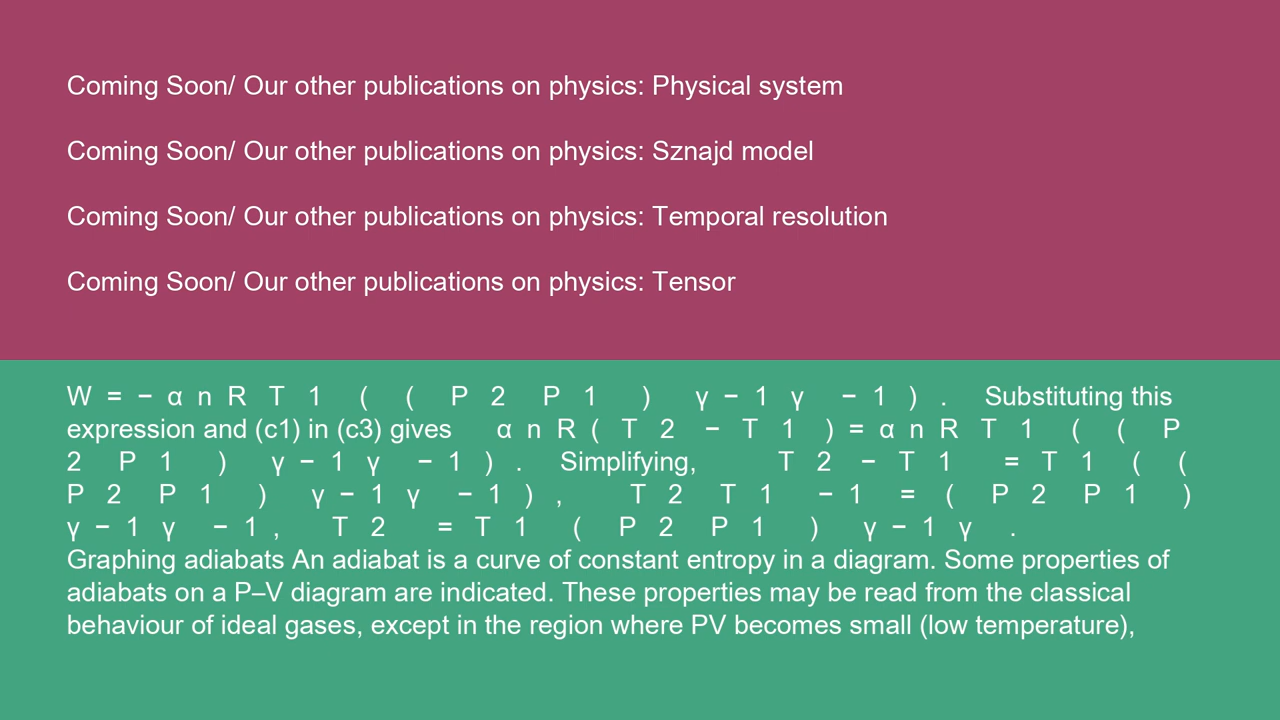 Coming Soon/ Our other publications on physics: Physical system
Coming Soon/ Our other publications on physics: Sznajd model
Coming Soon/ Our other publications on physics: Temporal resolution
Coming Soon/ Our other publications on physics: Tensor
W = − α n R T 1 ( ( P 2 P 1 ) γ − 1 γ − 1 ) . Substituting this
expression and (c1) in (c3) gives α n R ( T 2 − T 1 ) = α n R T 1 ( ( P
2 P 1 ) γ − 1 γ − 1 ) . Simplifying, T 2 − T 1 = T 1 ( (
P 2 P 1 ) γ − 1 γ − 1 ) , T 2 T 1 − 1 = ( P 2 P 1 )
γ − 1 γ − 1 , T 2 = T 1 ( P 2 P 1 ) γ − 1 γ .
Graphing adiabats An adiabat is a curve of constant entropy in a diagram. Some properties of
adiabats on a P–V diagram are indicated. These properties may be read from the classical
behaviour of ideal gases, except in the region where PV becomes small (low temperature),